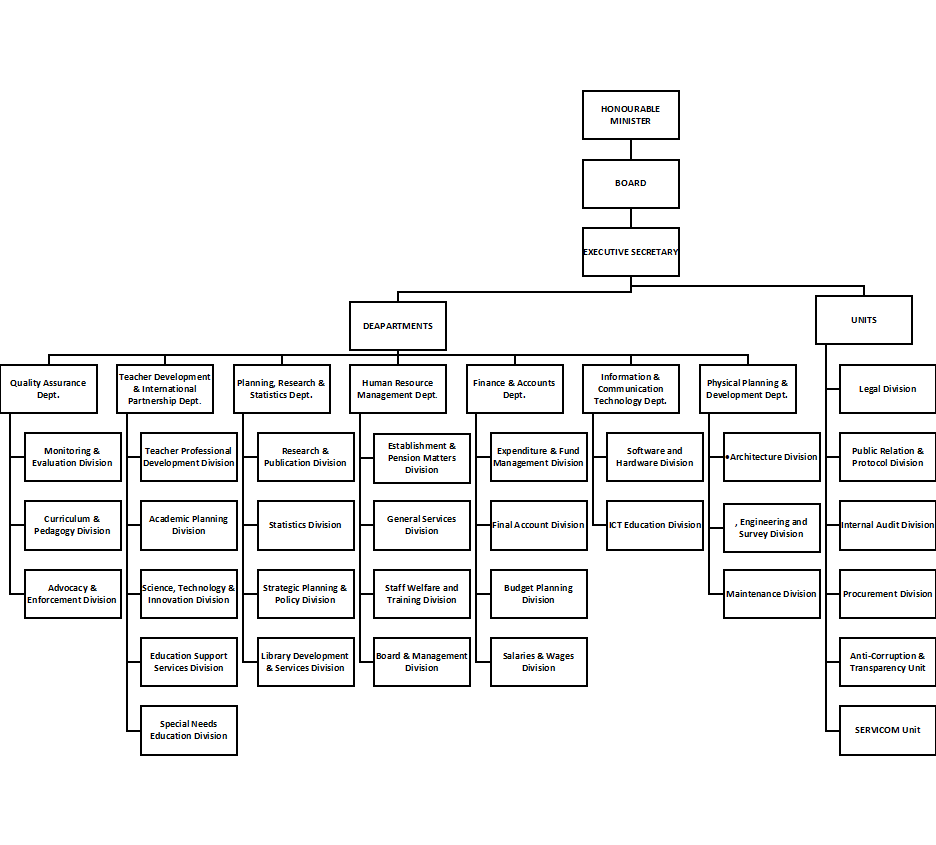 HONOURABLE
MINISTER
BOARD
EXECUTIVE SECRETARY
DEAPARTMENTS
UNITS
Quality Assurance
Dept.
Monitoring &
Evaluation Division
Curriculum &
Pedagogy Division
Advocacy &
Enforcement Division
Teacher Development
& International
Partnership Dept.
Teacher Professional
Development Division
Academic Planning
Division
Science, Technology &
Innovation Division
Education Support
Services Division
Special Needs
Education Division
Planning, Research &
Statistics Dept.
Research &
Publication Division
Statistics Division
Strategic Planning &
Policy Division
Library Development
& Services Division
Human Resource
Management Dept.
Establishment &
Pension Matters
Division
General Services
Division
Staff Welfare and
Training Division
Board & Management
Division
Finance & Accounts
Dept.
Expenditure & Fund
Management Division
Final Account Division
Budget Planning
Division
Salaries & Wages
Division
Information &
Communication
Technology Dept.
Software and
Hardware Division
ICT Education Division
Physical Planning &
Development Dept.
•Architecture Division
, Engineering and
Survey Division
Maintenance Division
Legal Division
Public Relation &
Protocol Division
Internal Audit Division
Procurement Division
Anti-Corruption &
Transparency Unit
SERVICOM Unit